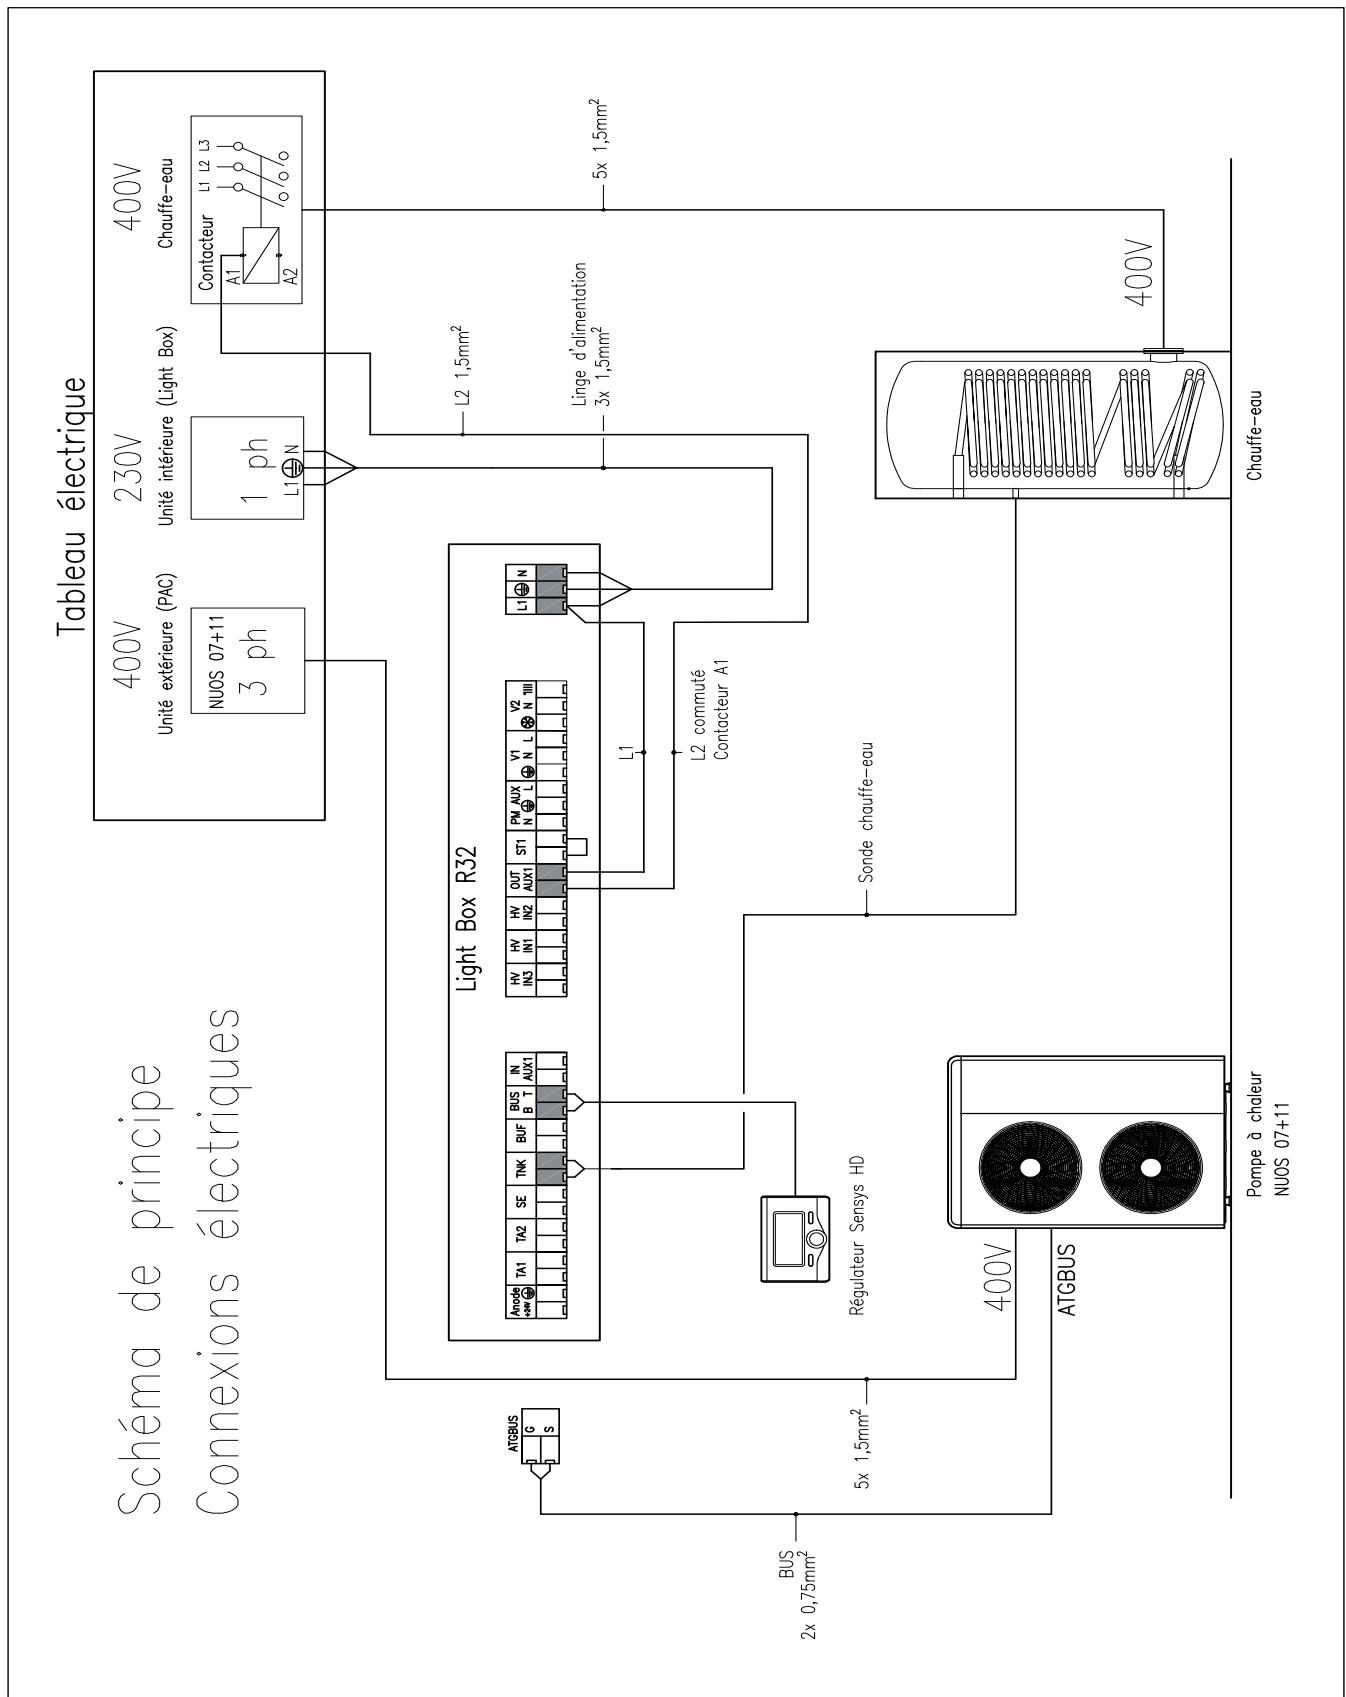 Schéma de principe
Connexions électriques
Tableau électrique
400V
Unité extérieure (PAC)
NUOS 07+11
3 ph
230V
Unité intérieure (Light Box)
1 ph
L1 N
400V
Chauffe-eau
Contacteur
A1
A2
L1 L2 L3
L2 1,5mm²
Linge d'alimentation
3x 1,5mm²
5x 1,5mm²
Light Box R32
Anode
+24V
TA1
TA2
SE
TNK
BUF
BUS
B T
IN
AUX1
HV
IN3
HV
IN1
HV
IN2
OUT
AUX1
ST1
PM AUX
N L
V1
N L
V2
N
L1 N
L1
L2 commuté
Contacteur A1
ATGBUS
G
S
BUS
2x 0,75mm²
5x 1,5mm²
Régulateur Sensys HD
Sonde chauffe-eau
400V
ATGBUS
Pompe à chaleur
NUOS 07+11
400V
Chauffe-eau